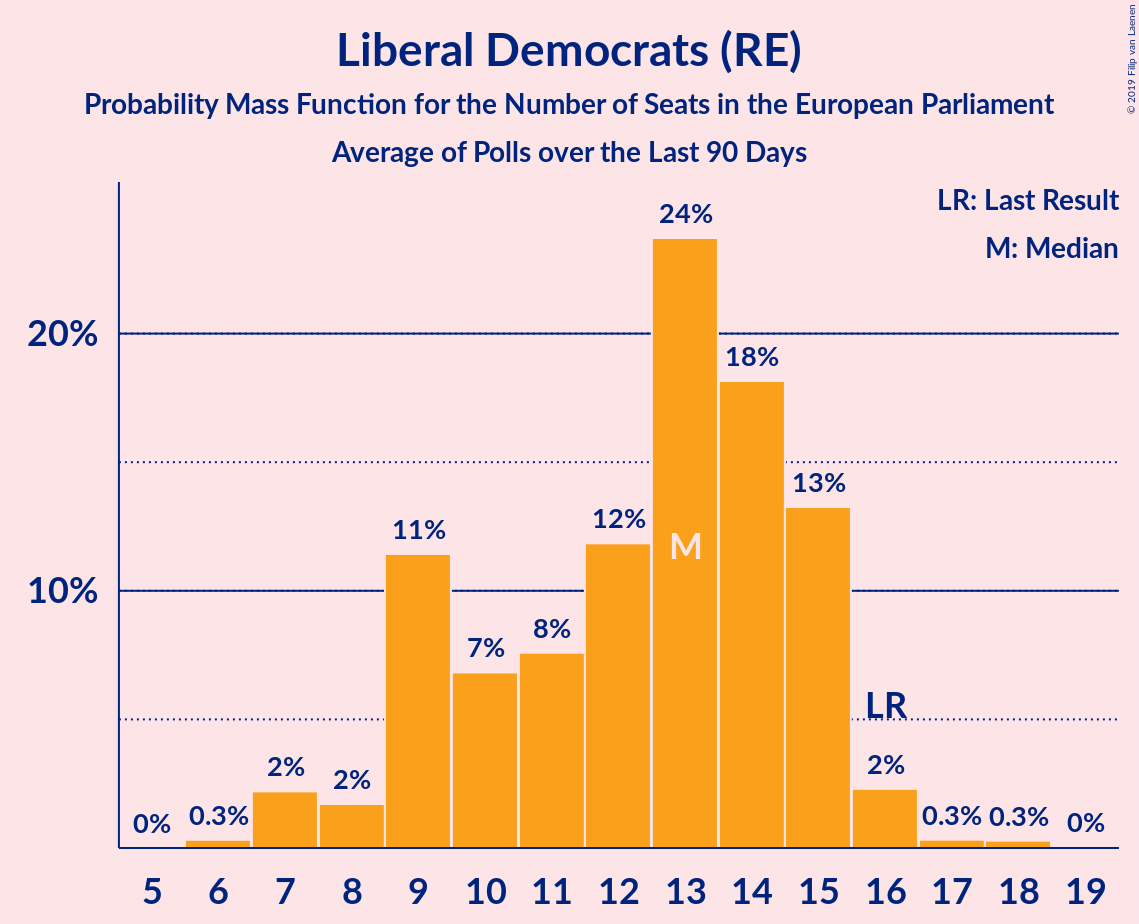 Liberal Democrats (RE)
Probability Mass Function for the Number of Seats in the European Parliament
Average of Polls over the Last 90 Days
© 2019 Filip van Laenen
LR: Last Result
M: Median
20%
10%
0%
0.3%
2%
2%
11%
7%
8%
12%
24%
18%
13%
2%
0.3%
0.3%
0%
M
LR
5 6 7 8 9 10 11 12 13 14 15 16 17 18 19